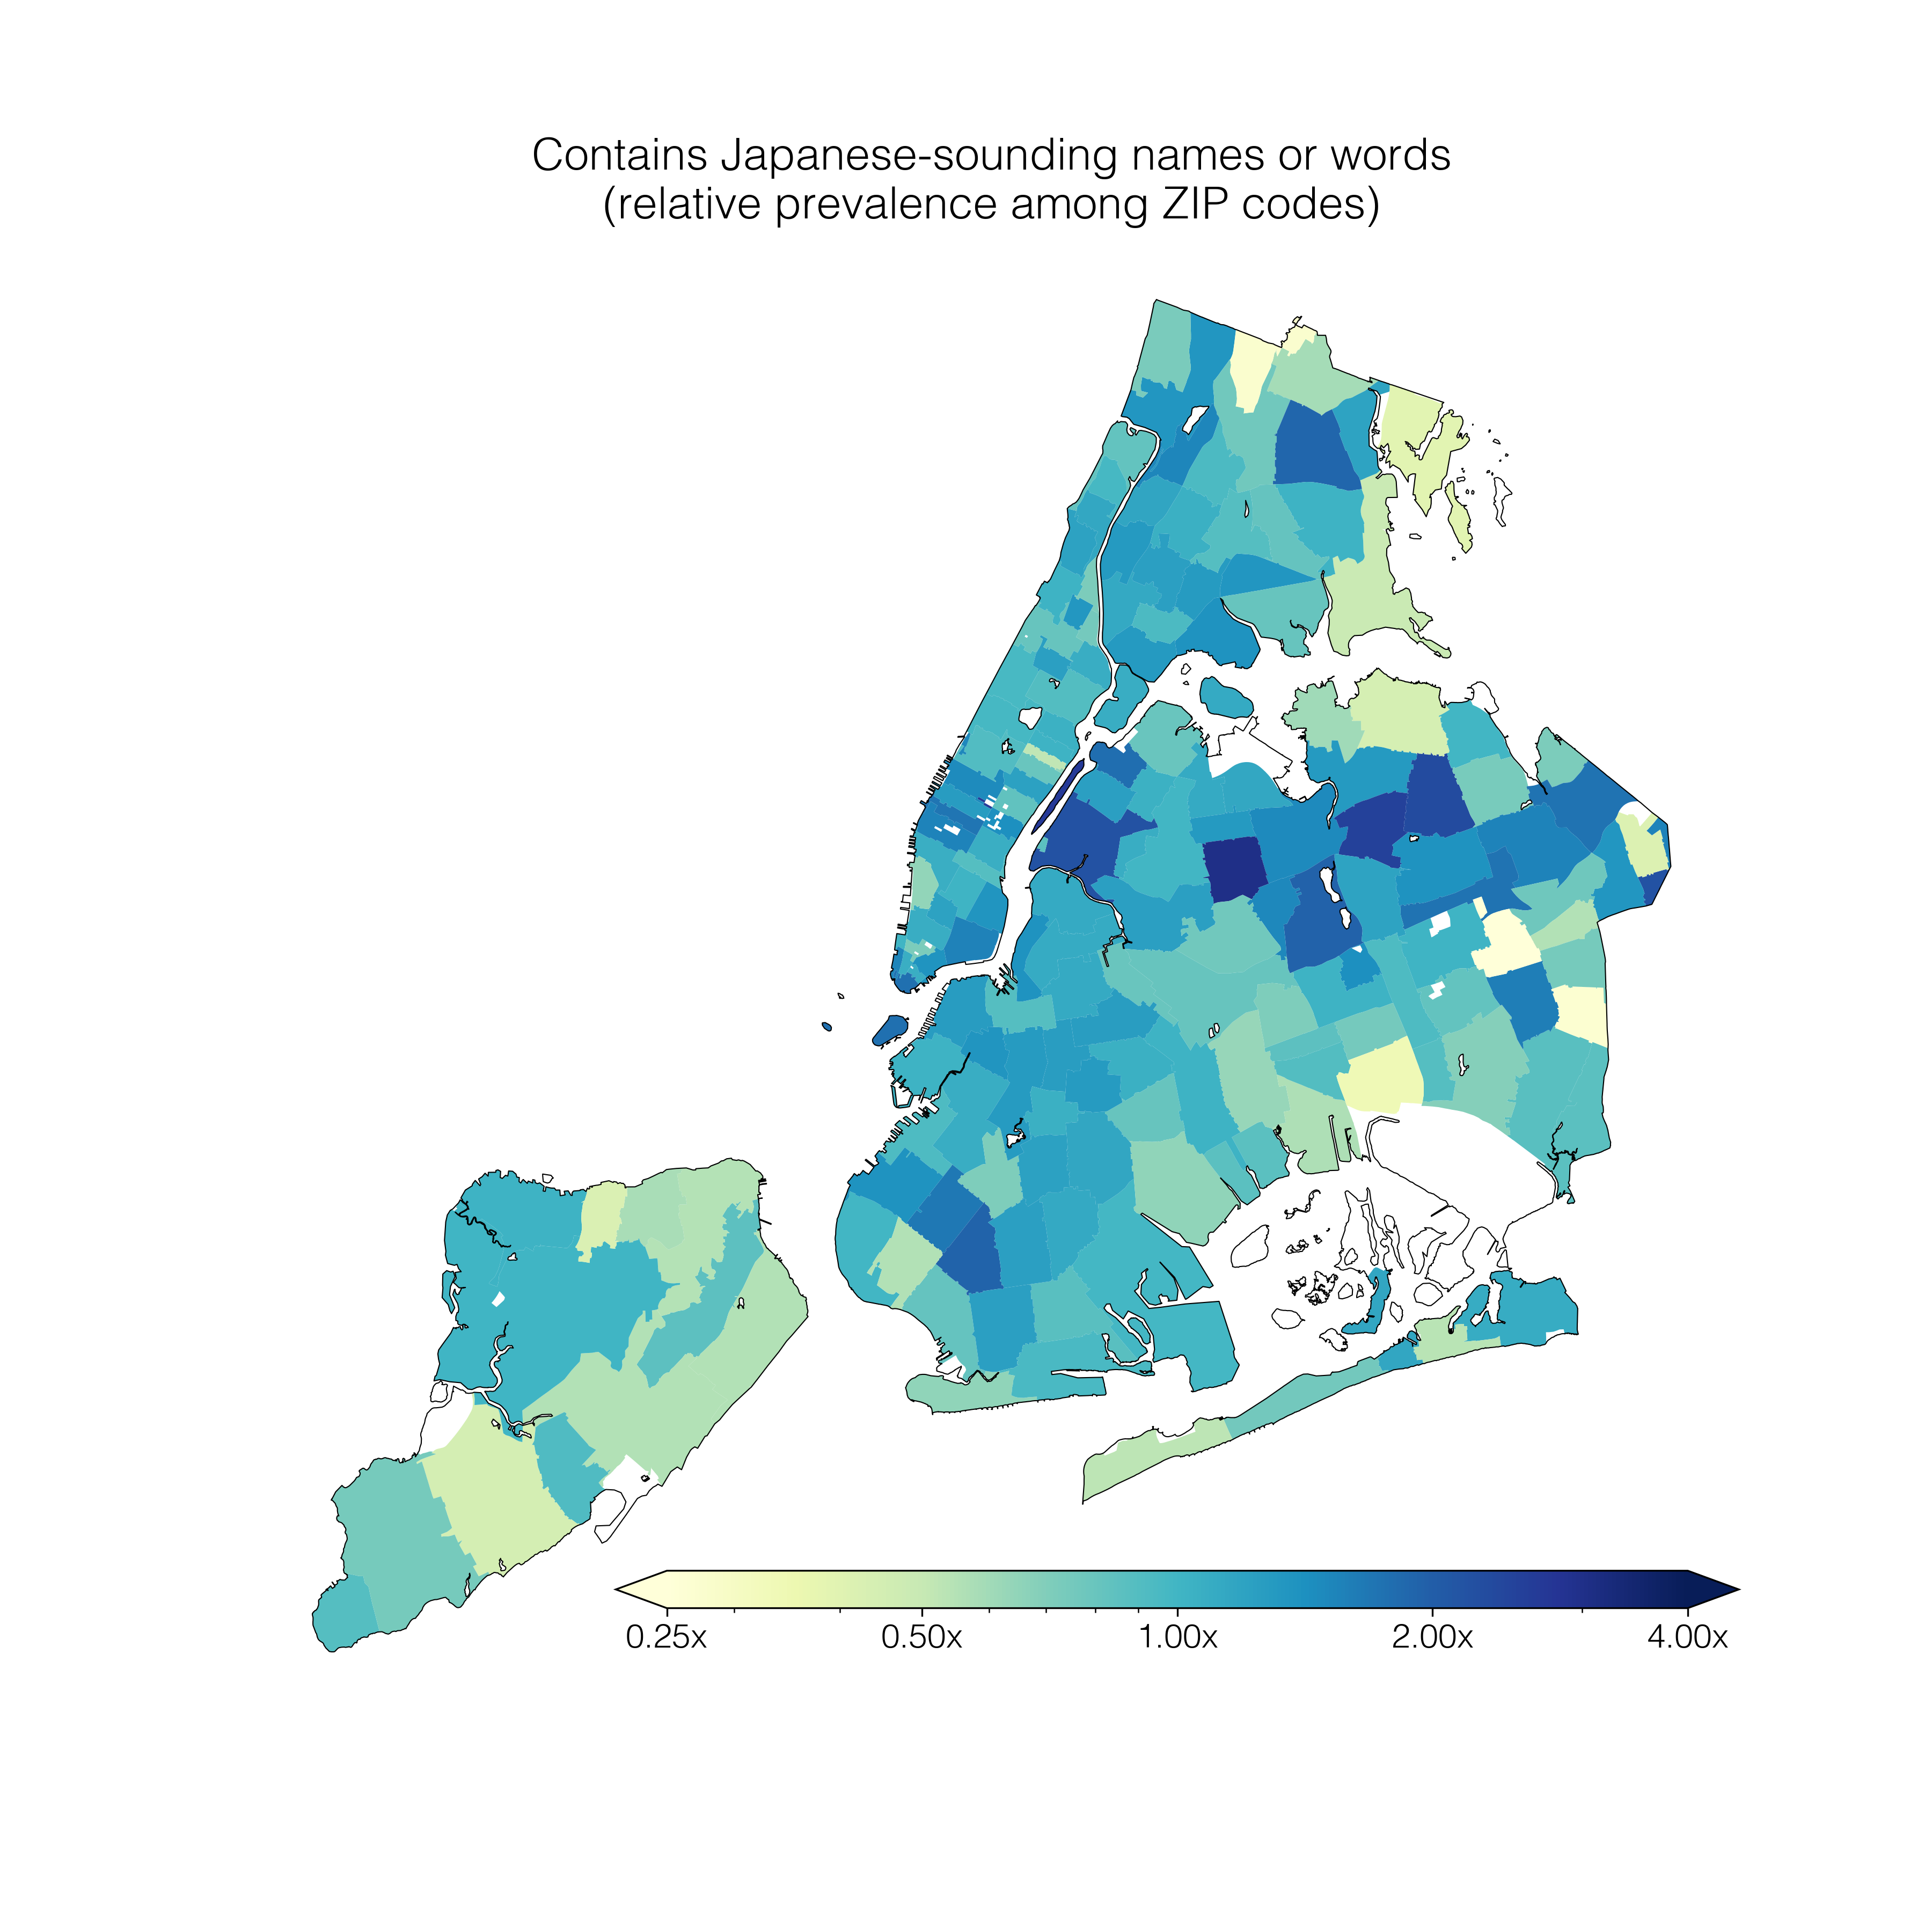 Contains Japanese-sounding names or words
(relative prevalence among ZIP codes)
0.25x 0.50x 1.00x 2.00x 4.00x